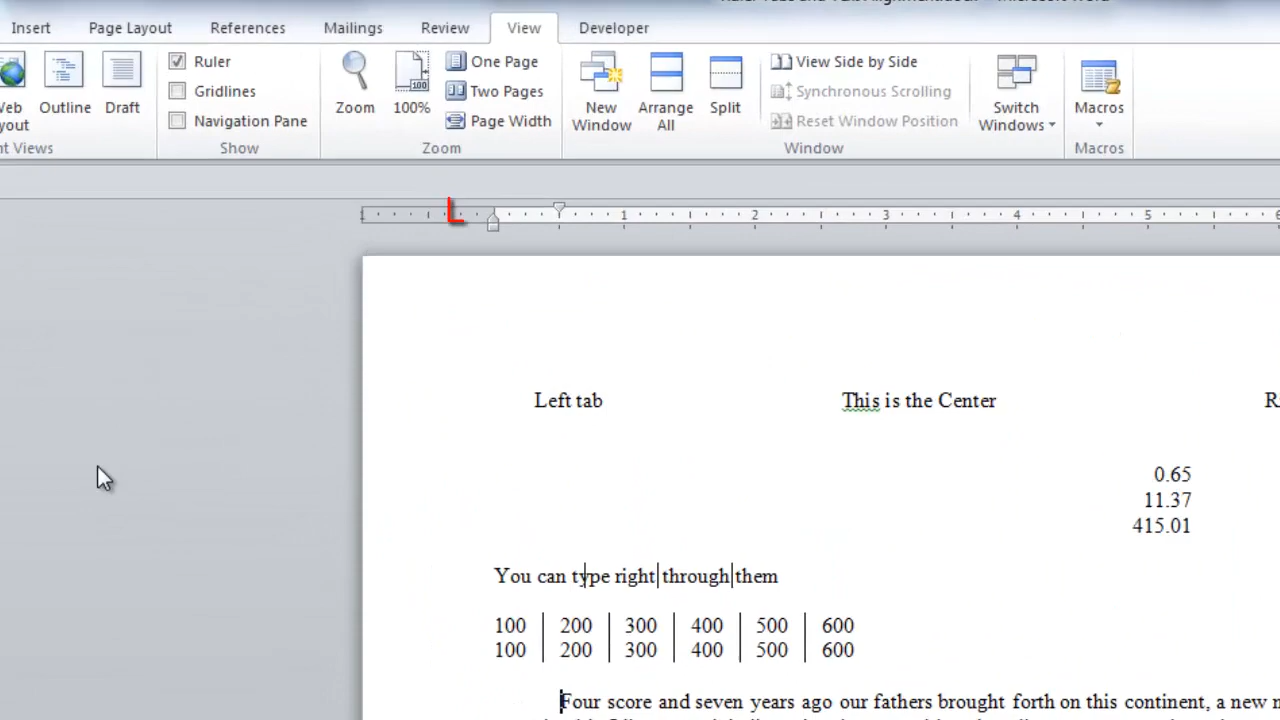 Insert Page Layout References Mailings Review View Developer
Ruler One Page View Side by Side
Gridlines Two Pages Synchronous Scrolling
Outline Draft Navigation Pane Zoom 100% Page Width New Window Arrange All Split Reset Window Position Switch Windows Macros
Show Zoom Window Macros
1 1 2 3 4 5
Left tab This is the Center
0.65
11.37
415.01
You can type right through them
100 200 300 400 500 600
100 200 300 400 500 600
Four score and seven years ago our fathers brought forth on this continent, a new